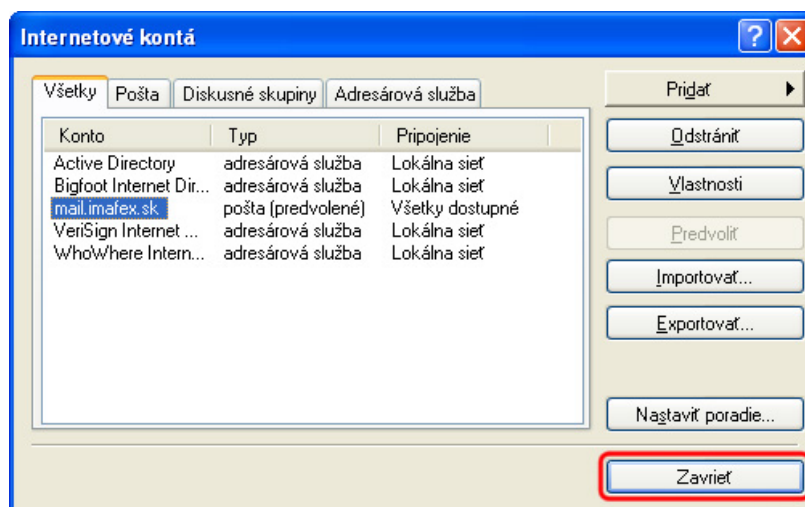 Internetové kontá
Všetky Pošta Diskusné skupiny Adresárová služba
Konto Typ Pripojenie
Active Directory adresárová služba Lokálna sieť
Bigfoot Internet Dir... adresárová služba Lokálna sieť
mail.imafex.sk pošta (predvolené) Všetky dostupné
VeriSign Internet ... adresárová služba Lokálna sieť
WhoWhere Intern... adresárová služba Lokálna sieť
Pridať
Odstrániť
Vlastnosti
Predvoliť
Importovať...
Exportovať...
Nastaviť poradie...
Zavrieť